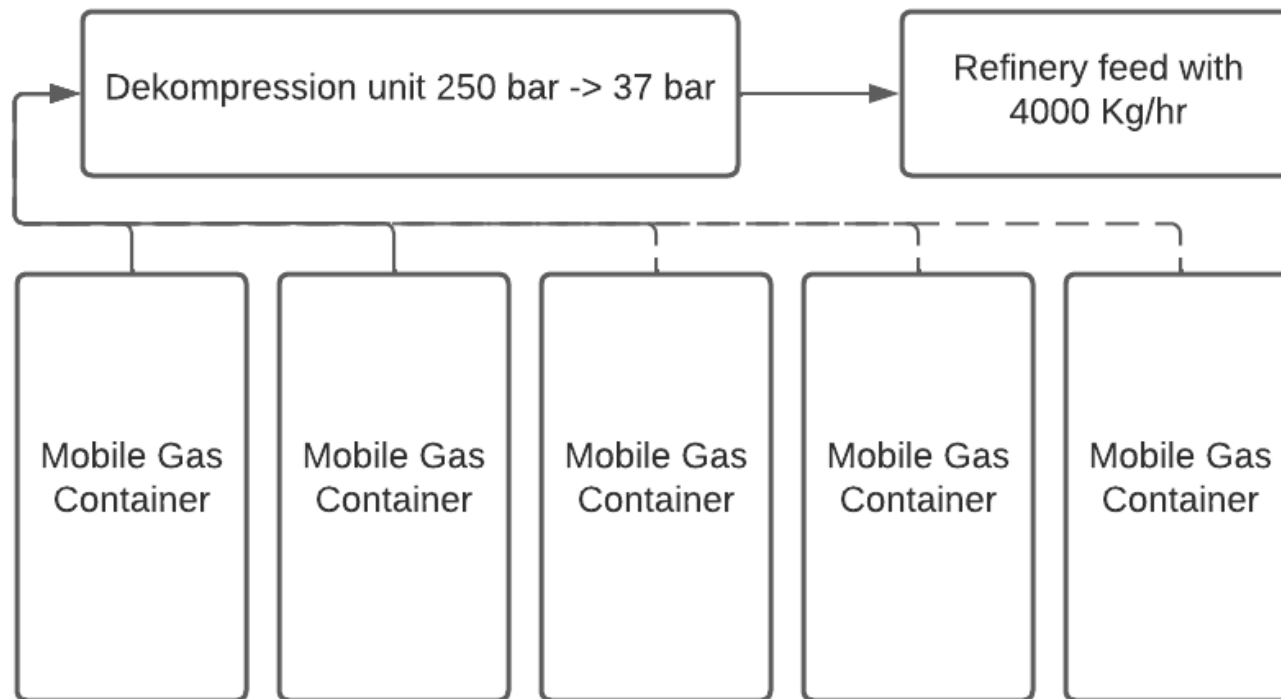 Dekompression unit 250 bar -> 37 bar
Refinery feed with
4000 Kg/hr
Mobile Gas
Container
Mobile Gas
Container
Mobile Gas
Container
Mobile Gas
Container
Mobile Gas
Container